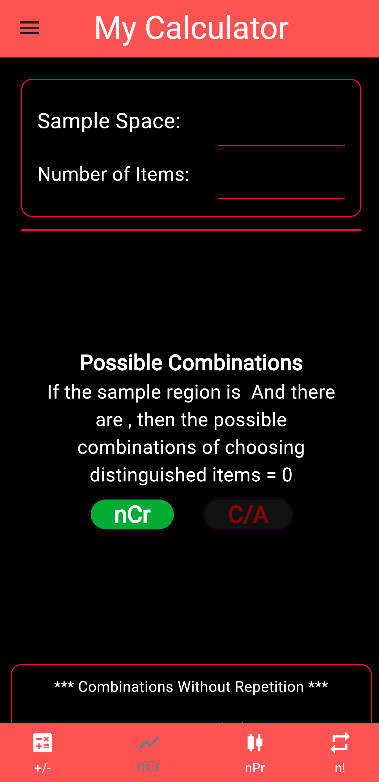 My Calculator
Sample Space:
Number of Items:
Possible Combinations
If the sample region is  And there
are , then the possible
combinations of choosing
distinguished items = 0
nCr
C/A
*** Combinations Without Repetition ***
+/-
nCr
nPr
n!